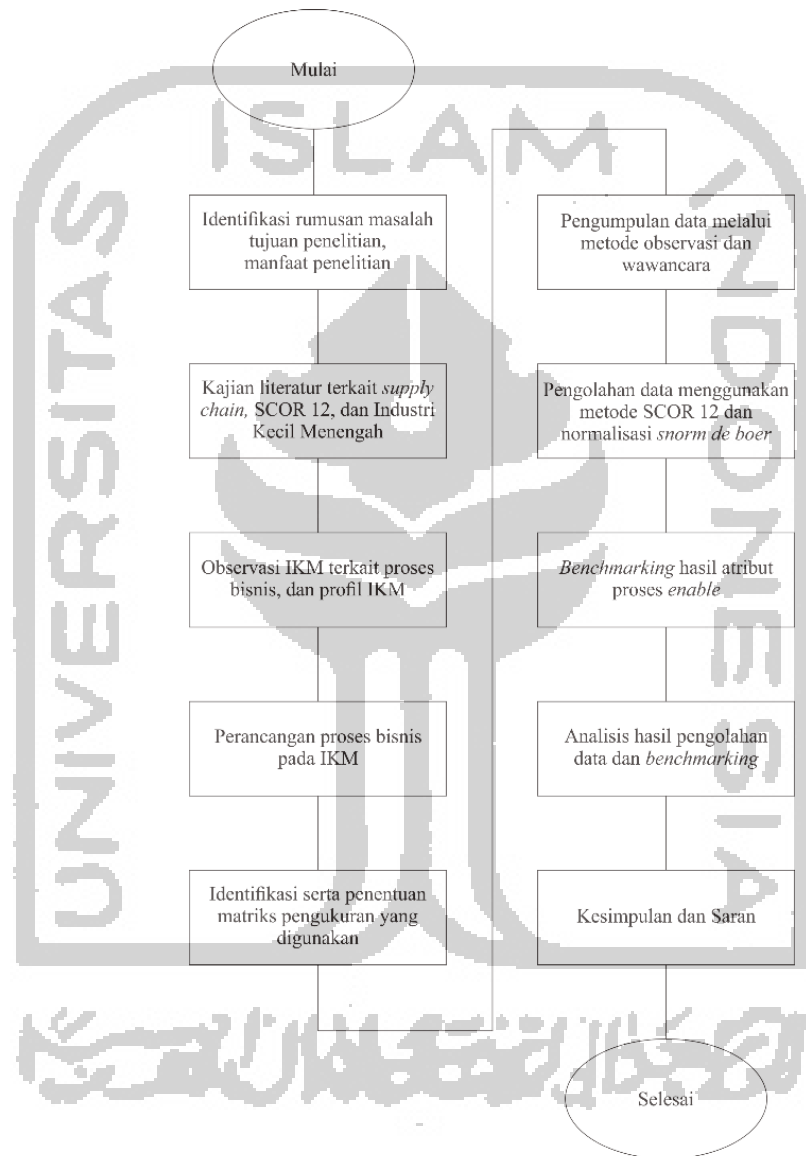 Mulai
Identifikasi rumusan masalah
tujuan penelitian,
manfaat penelitian
Kajian literatur terkait supply
chain, SCOR 12, dan Industri
Kecil Menengah
Observasi IKM terkait proses
bisnis, dan profil IKM
Perancangan proses bisnis
pada IKM
Identifikasi serta penentuan
matriks pengukuran yang
digunakan
Pengumpulan data melalui
metode observasi dan
wawancara
Pengolahan data menggunakan
metode SCOR 12 dan
normalisasi snorm de boer
Benchmarking hasil atribut
proses enable
Analisis hasil pengolahan
data dan benchmarking
Kesimpulan dan Saran
Selesai
UNIVERSITAS
ISLAM
INDONESIA